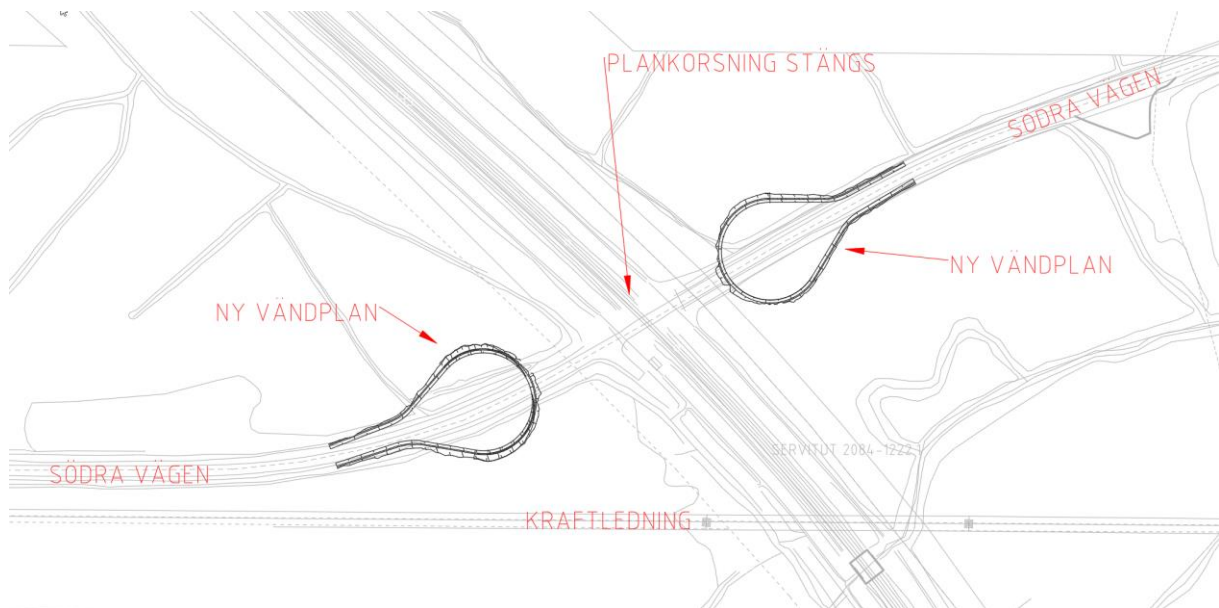 PLANKORSNING STÄNGS
SÖDRA VÄGEN
NY VÄNDPLAN
NY VÄNDPLAN
SERVITUT 2084-1222
SÖDRA VÄGEN
KRAFTLEDNING